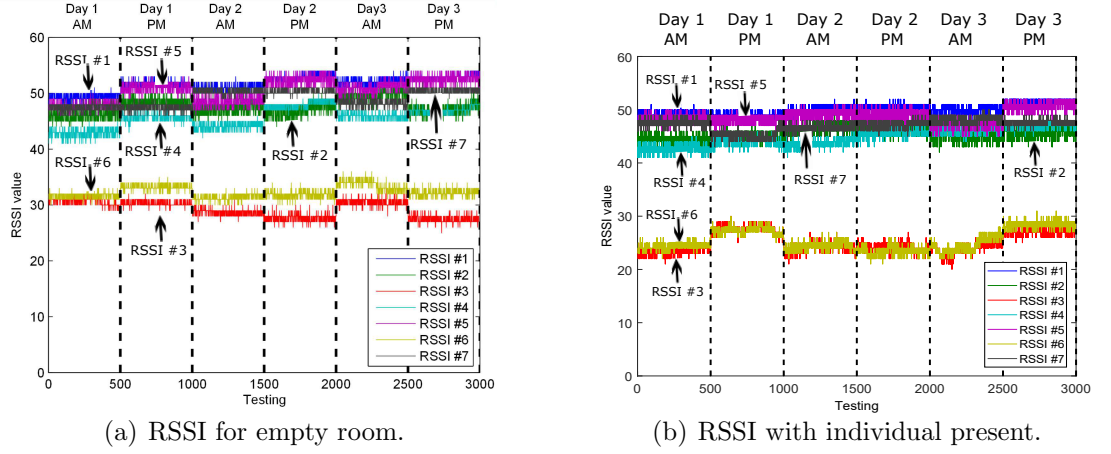 Day 1 AM
Day 1 PM
Day 2 AM
Day 2 PM
Day3 AM
Day 3 PM
60
50
40
30
20
10
0
RSSI value
RSSI #1
RSSI #5
RSSI #4
RSSI #2
RSSI #7
RSSI #6
RSSI #3
RSSI #1
RSSI #2
RSSI #3
RSSI #4
RSSI #5
RSSI #6
RSSI #7
0
500
1000
1500
2000
2500
3000
Testing
(a) RSSI for empty room.
Day 1 AM
Day 1 PM
Day 2 AM
Day 2 PM
Day 3 AM
Day 3 PM
60
50
40
30
20
10
0
RSSI value
RSSI #1
RSSI #5
RSSI #4
RSSI #7
RSSI #2
RSSI #6
RSSI #3
RSSI #1
RSSI #2
RSSI #3
RSSI #4
RSSI #5
RSSI #6
RSSI #7
0
500
1000
1500
2000
2500
3000
Testing
(b) RSSI with individual present.